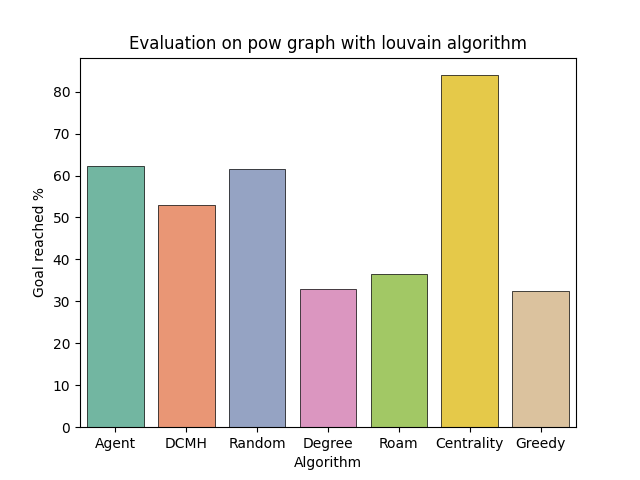 Evaluation on pow graph with louvain algorithm
Goal reached %
80
70
60
50
40
30
20
10
0
Agent DCMH Random Degree Roam Centrality Greedy
Algorithm